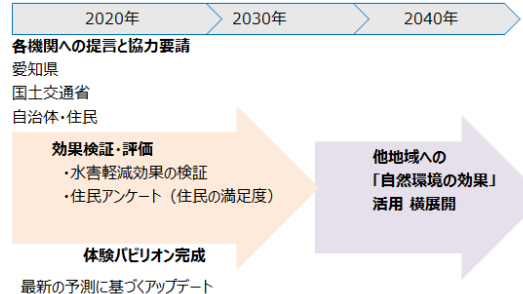 2020年 2030年 2040年
各機関への提言と協力要請
愛知県
国土交通省
自治体・住民
効果検証・評価
・水害軽減効果の検証
・住民アンケート（住民の満足度）
他地域への
「自然環境の効果」
活用 横展開
体験パビリオン完成
最新の予測に基づくアップデート